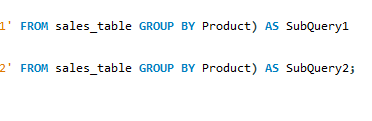 1' FROM sales_table GROUP BY Product) AS SubQuery1
2' FROM sales_table GROUP BY Product) AS SubQuery2;